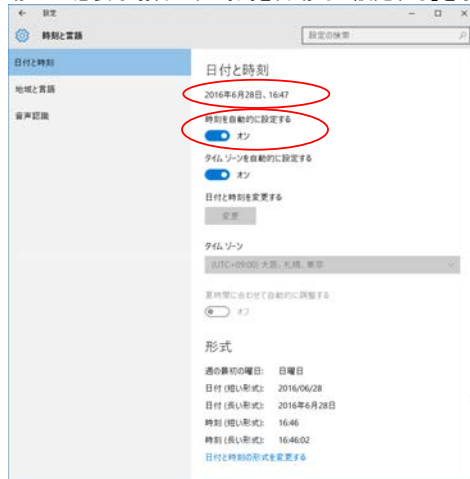 設定
時刻と言語
設定の検索
日付と時刻
地域と言語
音声認識
日付と時刻
2016年6月28日、16:47
時刻を自動的に設定する
オン
タイム ゾーンを自動的に設定する
オン
日付と時刻を変更する
変更
タイム ゾーン
(UTC+09:00) 大阪、札幌、東京
夏時間に合わせて自動的に調整する
オフ
形式
週の最初の曜日: 日曜日
日付 (短い形式): 2016/06/28
日付 (長い形式): 2016年6月28日
時刻 (短い形式): 16:46
時刻 (長い形式): 16:46:02
日付と時刻の形式を変更する